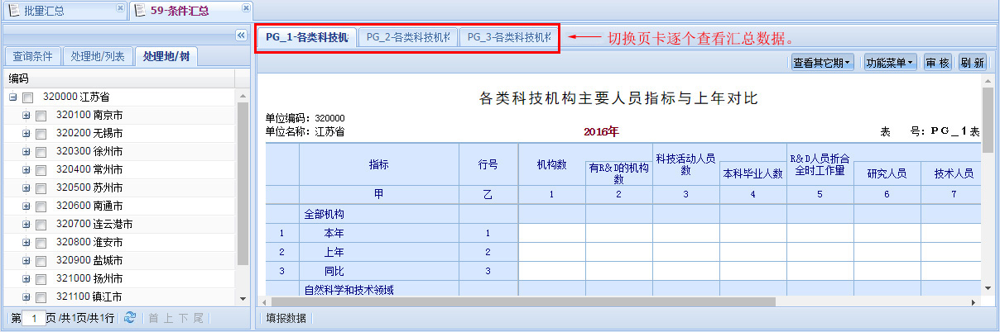 批量汇总
59-条件汇总
查询条件
处理地/列表
处理地/树
编码
320000 江苏省
320100 南京市
320200 无锡市
320300 徐州市
320400 常州市
320500 苏州市
320600 南通市
320700 连云港市
320800 淮安市
320900 盐城市
321000 扬州市
321100 镇江市
第 1 页 /共1页/共1行 首 上 下 尾
PG_1-各类科技机
PG_2-各类科技机构
PG_3-各类科技机构
切换页卡逐个查看汇总数据。
查看其它期 功能菜单 审 核 刷 新
各类科技机构主要人员指标与上年对比
单位编码：320000
单位名称：江苏省 2016年 表 号：PG_1表
指标 行号 机构数 有R&D的机构数 科技活动人员数 本科毕业人数 R&D人员折合全时工作量 研究人员 技术人员
甲 乙 1 2 3 4 5 6 7
全部机构
1 本年 1
2 上年 2
3 同比 3
自然科学和技术领域
填报数据